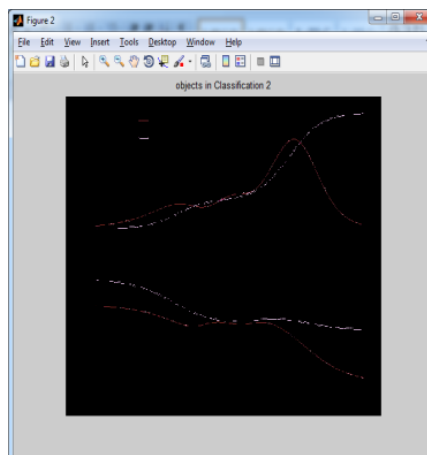 Figure 2
File Edit View Insert Tools Desktop Window Help
objects in Classification 2